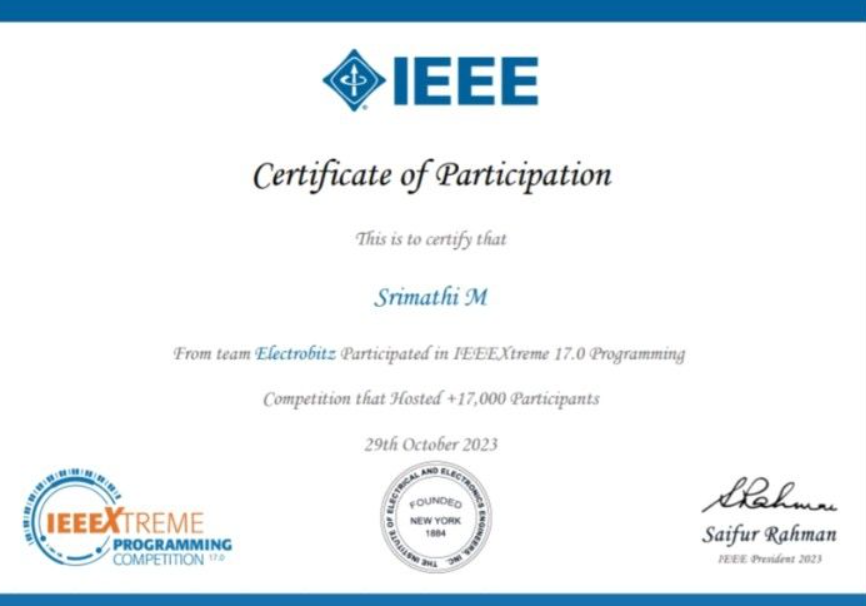 IEEE
Certificate of Participation
This is to certify that
Srimathi M
From team Electrobitz Participated in IEEEXtreme 17.0 Programming
Competition that Hosted +17,000 Participants
29th October 2023
IEEEXTREME
PROGRAMMING
COMPETITION 17.0
THE INSTITUTE OF ELECTRICAL AND ELECTRONICS ENGINEERS, INC.
FOUNDED
NEW YORK
1884
SRahman
Saifur Rahman
IEEE President 2023